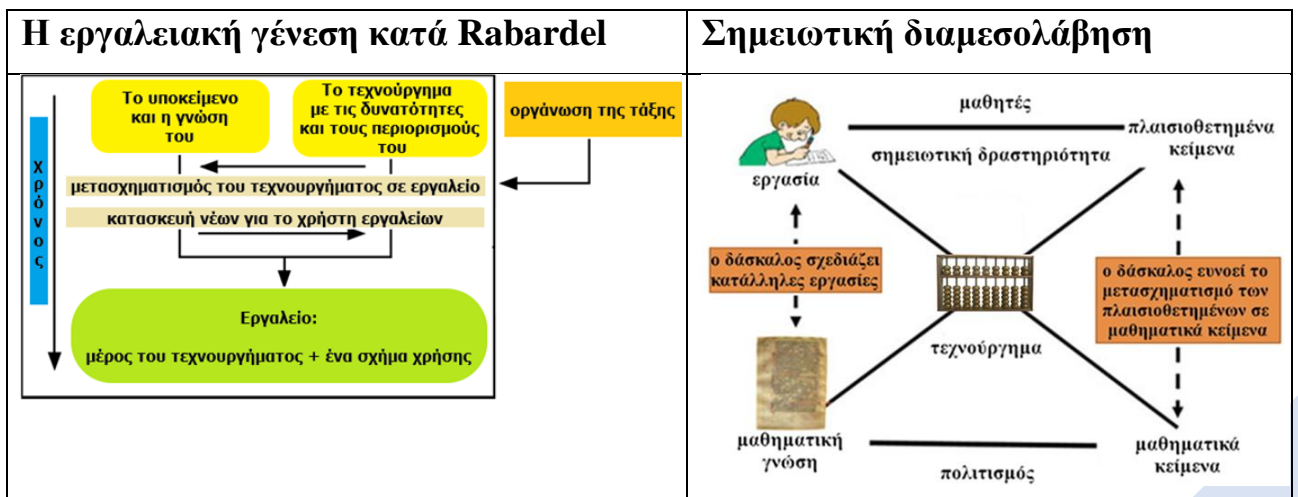 Η εργαλειακή γένεση κατά Rabardel
Χρόνος
Το υποκείμενο
και η γνώση
του
Το τεχνούργημα
με τις δυνατότητες
και τους περιορισμούς
του
οργάνωση της τάξης
μετασχηματισμός του τεχνουργήματος σε εργαλείο
κατασκευή νέων για το χρήστη εργαλείων
Εργαλείο:
μέρος του τεχνουργήματος + ένα σχήμα χρήσης
Σημειωτική διαμεσολάβηση
μαθητές
πλαισιοθετημένα
κείμενα
σημειωτική δραστηριότητα
εργασία
ο δάσκαλος σχεδιάζει
κατάλληλες εργασίες
ο δάσκαλος ευνοεί το
μετασχηματισμό των
πλαισιοθετημένων σε
μαθηματικά κείμενα
τεχνούργημα
μαθηματική
γνώση
πολιτισμός
μαθηματικά
κείμενα